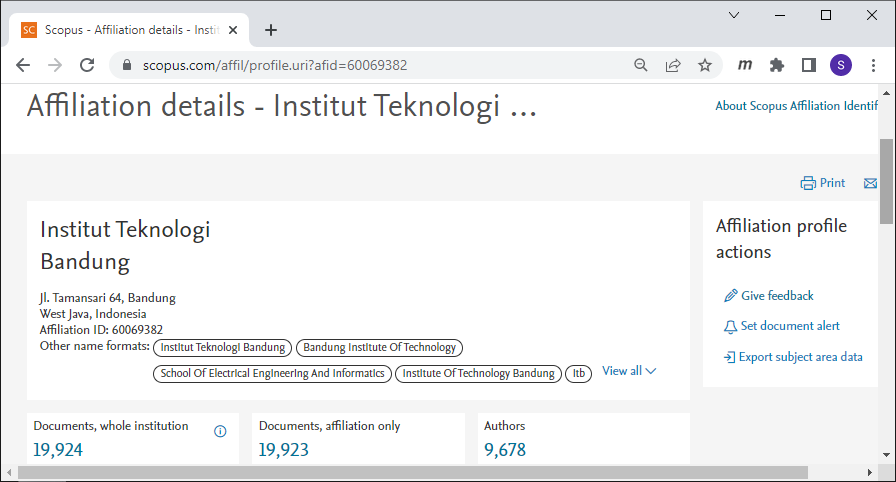 SC Scopus - Affiliation details - Insti
scopus.com/affil/profile.uri?afid=60069382
m
S
Affiliation details - Institut Teknologi ...
About Scopus Affiliation Identif
Print
Institut Teknologi
Bandung
Jl. Tamansari 64, Bandung
West Java, Indonesia
Affiliation ID: 60069382
Other name formats: Institut Teknologi Bandung Bandung Institute Of Technology
School Of Electrical Engineering And Informatics Institute Of Technology Bandung Itb View all
Affiliation profile
actions
Give feedback
Set document alert
Export subject area data
Documents, whole institution
19,924
Documents, affiliation only
19,923
Authors
9,678